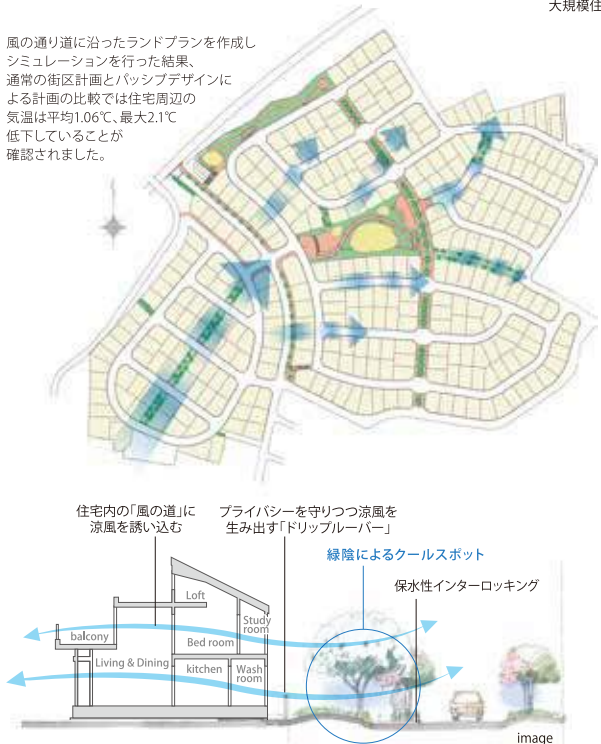 大規模住
風の通り道に沿ったランドプランを作成し
シミュレーションを行った結果、
通常の街区計画とパッシブデザインに
よる計画の比較では住宅周辺の
気温は平均1.06℃、最大2.1℃
低下していることが
確認されました。
住宅内の「風の道」に
涼風を誘い込む
プライバシーを守りつつ涼風を
生み出す「ドリップルーバー」
緑陰によるクールスポット
保水性インターロッキング
Loft
Study
room
balcony
Bed room
Living & Dining
kitchen
Wash
room
image